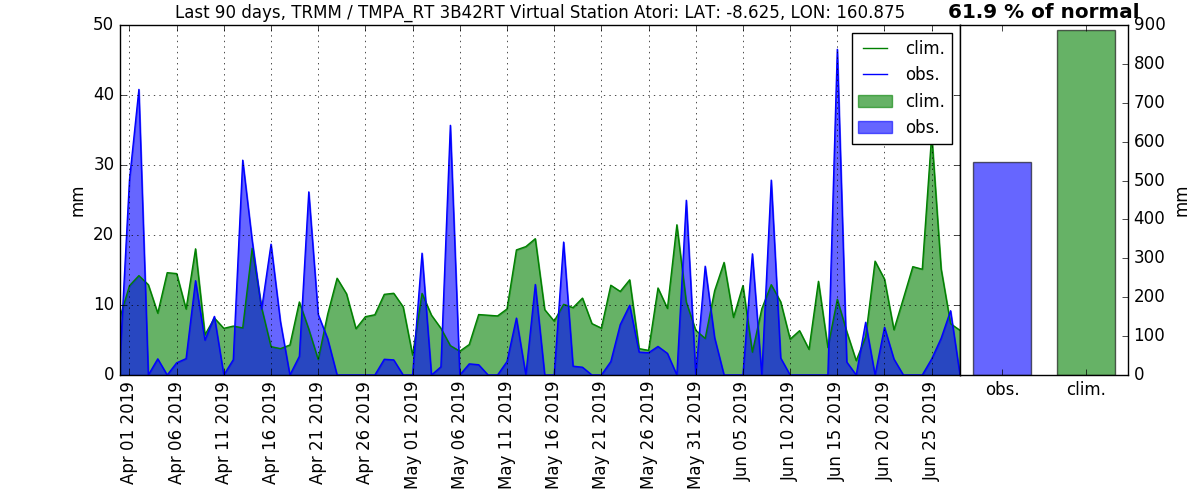 Last 90 days, TRMM / TMPA_RT 3B42RT Virtual Station Atori: LAT: -8.625, LON: 160.875
61.9 % of normal
clim.
obs.
clim.
obs.
50
40
30
20
10
0
mm
900
800
700
600
500
400
300
200
100
0
mm
Apr 01 2019
Apr 06 2019
Apr 11 2019
Apr 16 2019
Apr 21 2019
Apr 26 2019
May 01 2019
May 06 2019
May 11 2019
May 16 2019
May 21 2019
May 26 2019
May 31 2019
Jun 05 2019
Jun 10 2019
Jun 15 2019
Jun 20 2019
Jun 25 2019
obs.
clim.